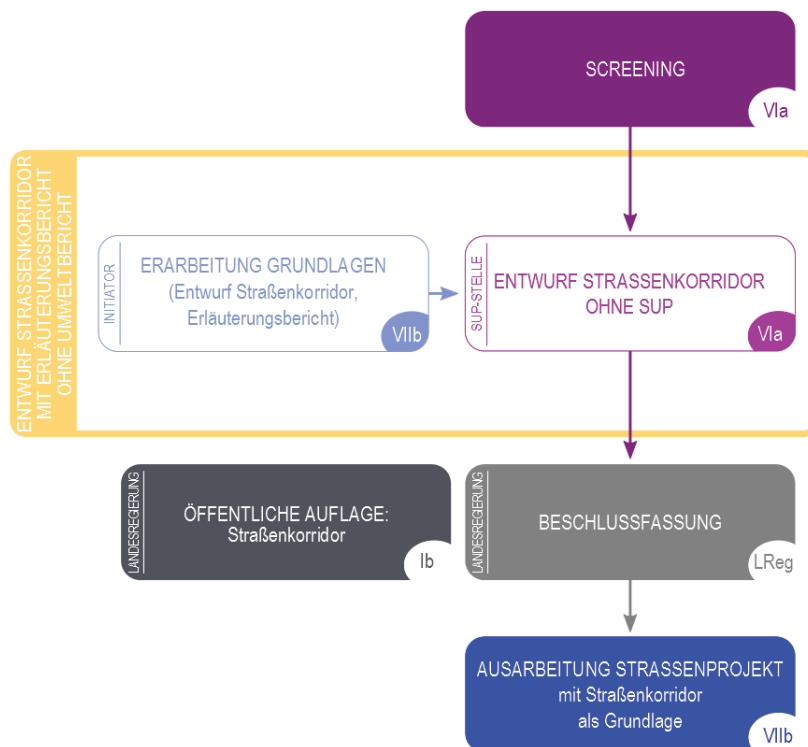 SCREENING
VIa
ENTWURF STRASSENKORRIDOR
MIT ERLÄUTERUNGSBERICHT
OHNE UMWELTBERICHT
INITIATOR
ERARBEITUNG GRUNDLAGEN
(Entwurf Straßenkorridor,
Erläuterungsbericht)
VIIb
SUP-STELLE
ENTWURF STRASSENKORRIDOR
OHNE SUP
VIa
LANDESREGIERUNG
ÖFFENTLICHE AUFLAGE:
Straßenkorridor
Ib
LANDESREGIERUNG
BESCHLUSSFASSUNG
LReg
AUSARBEITUNG STRASSENPROJEKT
mit Straßenkorridor
als Grundlage
VIIb